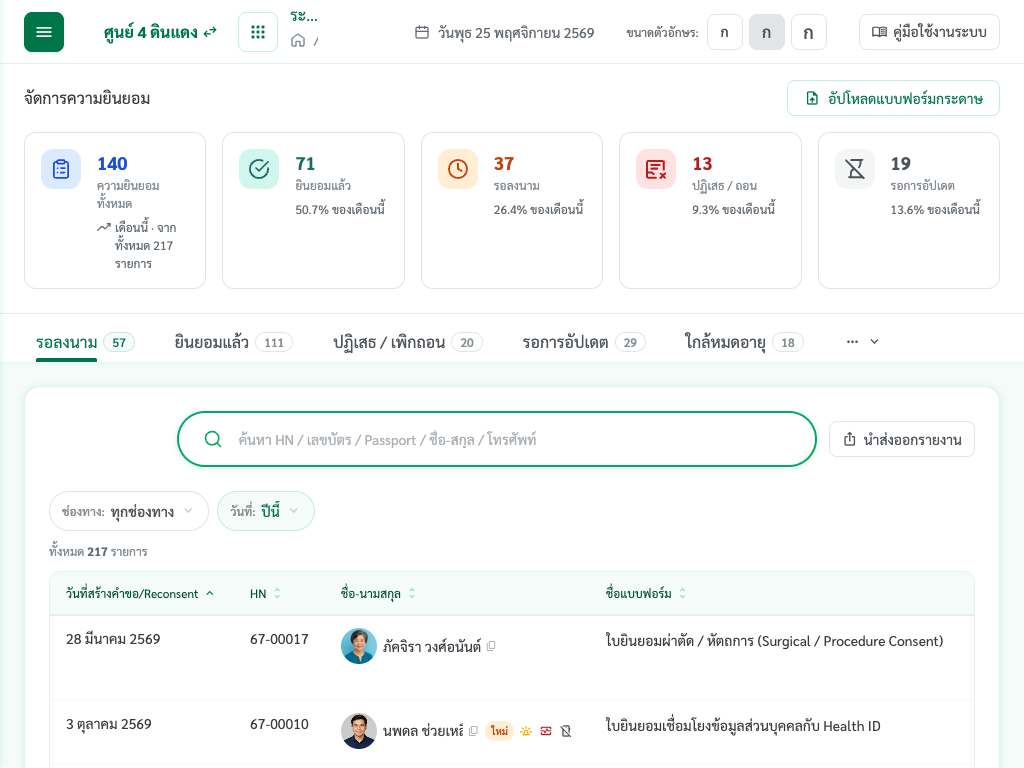 ศูนย์ 4 ดินแดง
ระ...
/
วันพุธ 25 พฤศจิกายน 2569
ขนาดตัวอักษร:
ก
ก
ก
คู่มือใช้งานระบบ
จัดการความยินยอม
อัปโหลดแบบฟอร์มกระดาษ
140
ความยินยอม
ทั้งหมด
เดือนนี้ · จาก
ทั้งหมด 217
รายการ
71
ยินยอมแล้ว
50.7% ของเดือนนี้
37
รอลงนาม
26.4% ของเดือนนี้
13
ปฏิเสธ / ถอน
9.3% ของเดือนนี้
19
รอการอัปเดต
13.6% ของเดือนนี้
รอลงนาม 57
ยินยอมแล้ว 111
ปฏิเสธ / เพิกถอน 20
รอการอัปเดต 29
ใกล้หมดอายุ 18
...
ค้นหา HN / เลขบัตร / Passport / ชื่อ-สกุล / โทรศัพท์
นำส่งออกรายงาน
ช่องทาง: ทุกช่องทาง
วันที่: ปีนี้
ทั้งหมด 217 รายการ
วันที่สร้างคำขอ/Reconsent HN ชื่อ-นามสกุล ชื่อแบบฟอร์ม
28 มีนาคม 2569 67-00017 ภัคจิรา วงศ์อนันต์ ใบยินยอมผ่าตัด / หัตถการ (Surgical / Procedure Consent)
3 ตุลาคม 2569 67-00010 นพดล ช่วยเหลื ใหม่ ใบยินยอมเชื่อมโยงข้อมูลส่วนบุคคลกับ Health ID